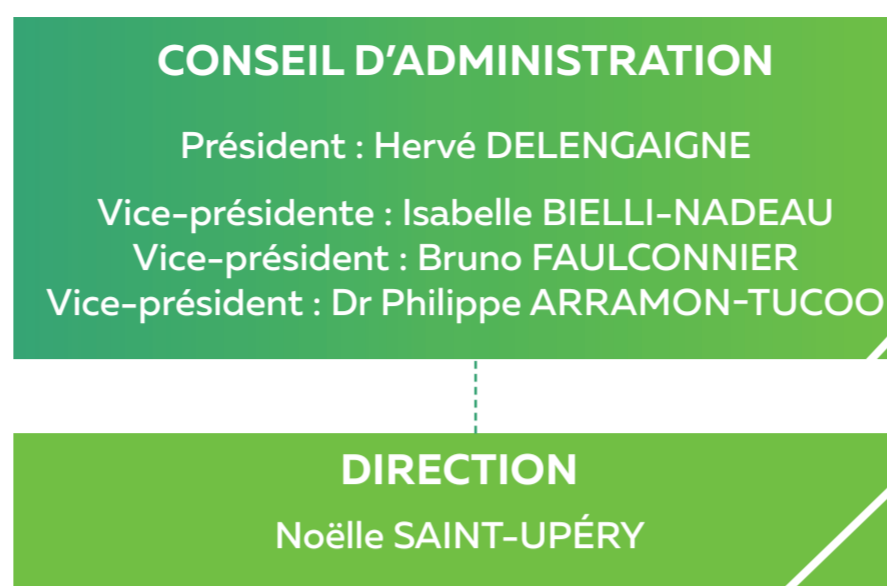 CONSEIL D’ADMINISTRATION
Président : Hervé DELENGAIGNE
Vice-présidente : Isabelle BIELLI-NADEAU
Vice-président : Bruno FAULCONNIER
Vice-président : Dr Philippe ARRAMON-TUCOO
DIRECTION
Noëlle SAINT-UPÉRY